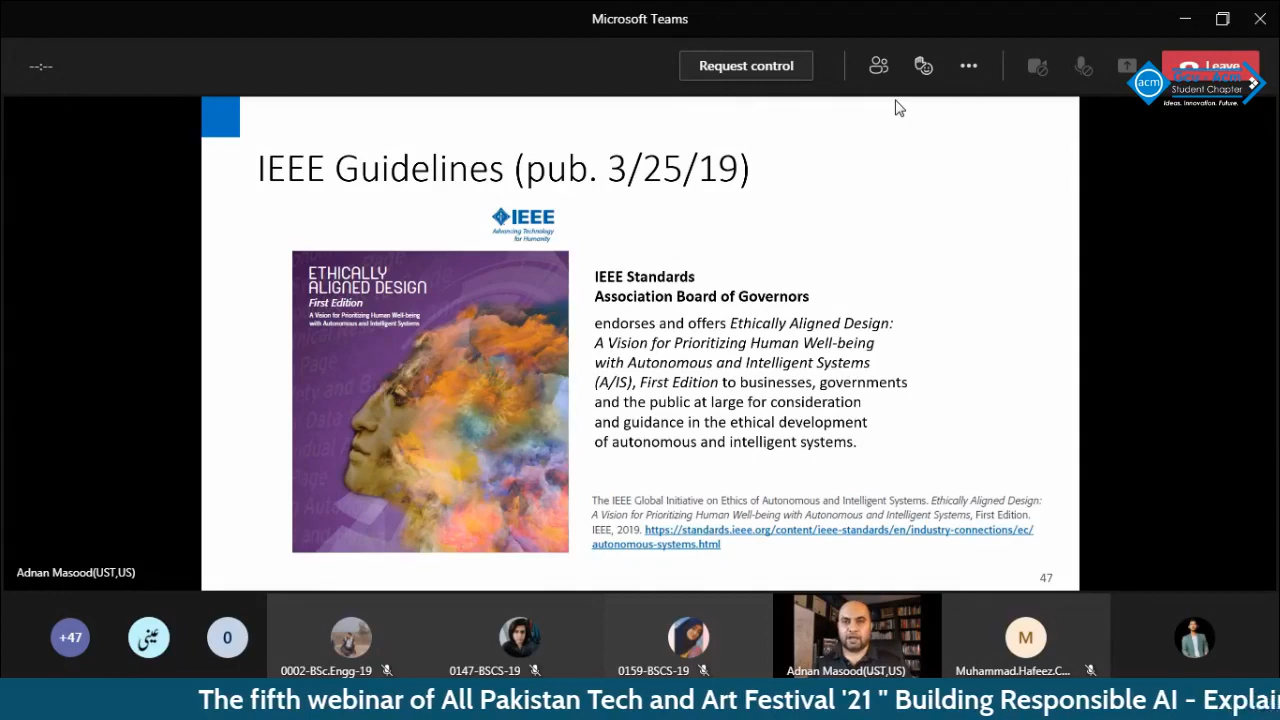 Microsoft Teams
--:--
Request control
Leave
acm
Gcu - Acm
Student Chapter
Ideas. Innovation. Future.
IEEE Guidelines (pub. 3/25/19)
IEEE
Advancing Technology
for Humanity
ETHICALLY
ALIGNED DESIGN
First Edition
A Vision for Prioritizing Human Well-being
with Autonomous and Intelligent Systems
IEEE Standards
Association Board of Governors
endorses and offers Ethically Aligned Design:
A Vision for Prioritizing Human Well-being
with Autonomous and Intelligent Systems
(A/IS), First Edition to businesses, governments
and the public at large for consideration
and guidance in the ethical development
of autonomous and intelligent systems.
The IEEE Global Initiative on Ethics of Autonomous and Intelligent Systems. Ethically Aligned Design:
A Vision for Prioritizing Human Well-being with Autonomous and Intelligent Systems, First Edition.
IEEE, 2019. https://standards.ieee.org/content/ieee-standards/en/industry-connections/ec/
autonomous-systems.html
47
Adnan Masood(UST,US)
+47
عینی
0
M
0002-BSc.Engg-19
0147-BSCS-19
0159-BSCS-19
Adnan Masood(UST,US)
Muhammad.Hafeez.C...
The fifth webinar of All Pakistan Tech and Art Festival '21 " Building Responsible AI - Explai